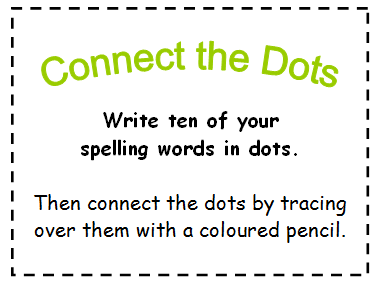 Connect the Dots
Write ten of your
spelling words in dots.
Then connect the dots by tracing
over them with a coloured pencil.